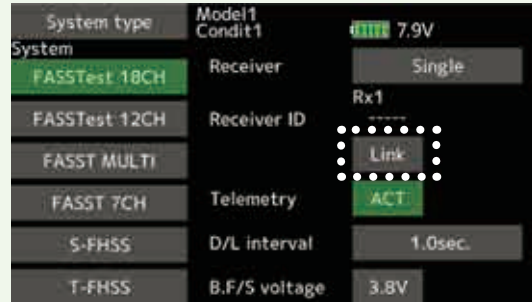 System type
Model1
Condit1
7.9V
System
FASSTest 18CH
Receiver
Single
Rx1
FASSTest 12CH
Receiver ID
-----
FASST MULTI
Link
FASST 7CH
Telemetry
ACT
S-FHSS
D/L interval
1.0sec.
T-FHSS
B.F/S voltage
3.8V